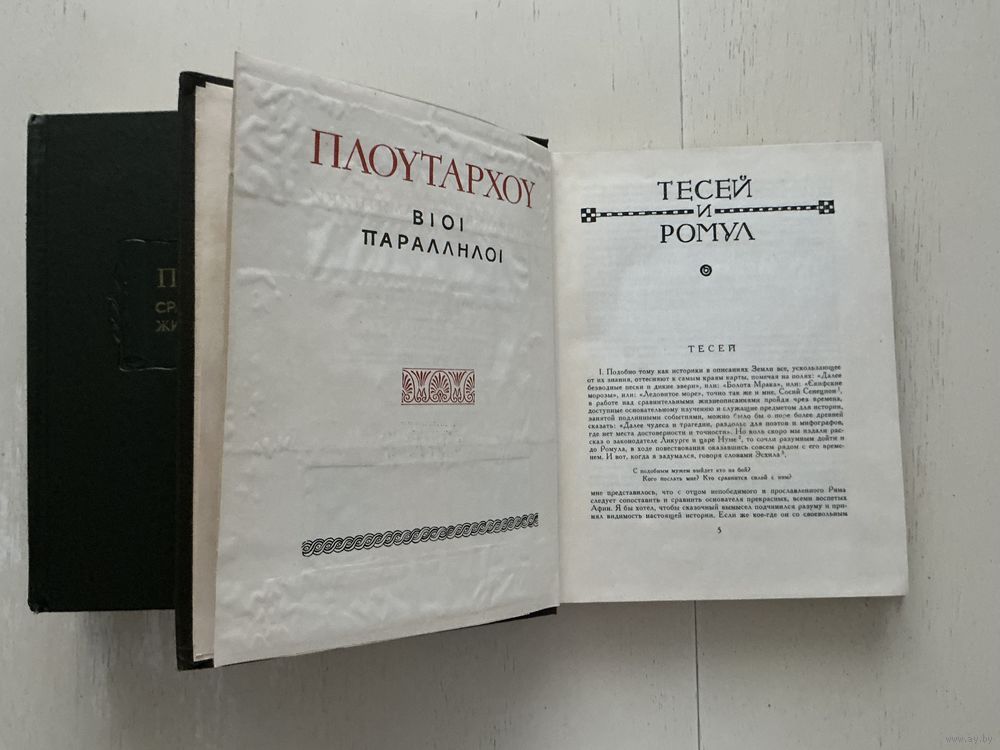 П
СРА
ЖИ
ΠΛΟΥΤΑΡΧΟΥ
ΒΙΟΙ
ΠΑΡΑΛΛΗΛΟΙ
ТЕСЕЙ
И
РОМУЛ
ТЕСЕЙ
1. Подобно тому как историки в описаниях Земли все, ускользающее
от их знания, оттесняют к самым краям карты, помечая на полях: «Далее
безводные пески и дикие звери», или: «Болота Мрака», или: «Скифские
морозы», или: «Ледовитое море», точно так же и мне, Сосий Сенецион¹,
в работе над сравнительными жизнеописаниями пройдя чрез времена,
доступные основательному изучению и служащие предметом для истории,
занятой подлинными событиями, можно было бы о поре более древней
сказать: «Далее чудеса и трагедии, раздолье для поэтов и мифографов,
где нет места достоверности и точности». Но коль скоро мы издали рас-
сказ о законодателе Ликурге и царе Нуме², то сочли разумным дойти и
до Ромула, в ходе повествования оказавшись совсем рядом с его време-
нем. И вот, когда я задумался, говоря словами Эсхила³,
С подобным мужем выйдет кто на бой?
Кого послать мне? Кто сравнится силой с ним?
мне представилось, что с отцом непобедимого и прославленного Рима
следует сопоставить и сравнить основателя прекрасных, всеми воспетых
Афин. Я бы хотел, чтобы сказочный вымысел подчинился разуму и при-
нял видимость настоящей истории. Если же кое-где он со своевольным
5
www.ay.by